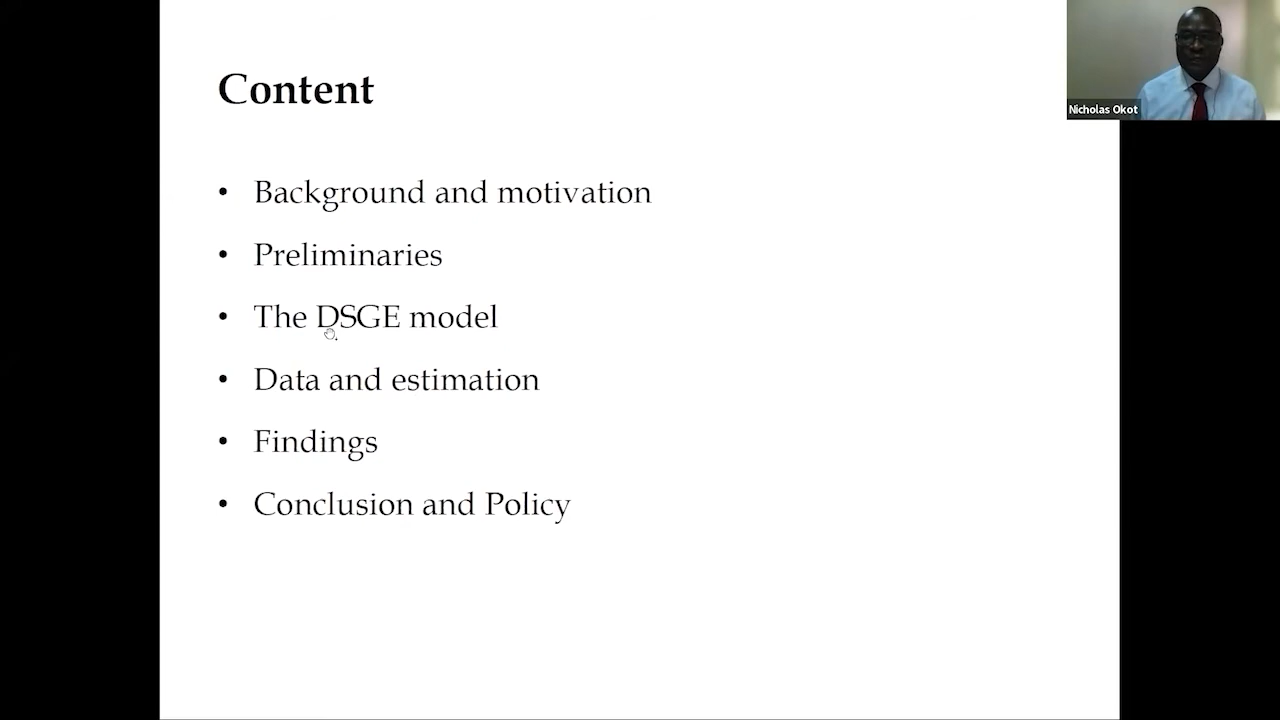 Content
Nicholas Okot
• Background and motivation
• Preliminaries
• The DSGE model
• Data and estimation
• Findings
• Conclusion and Policy